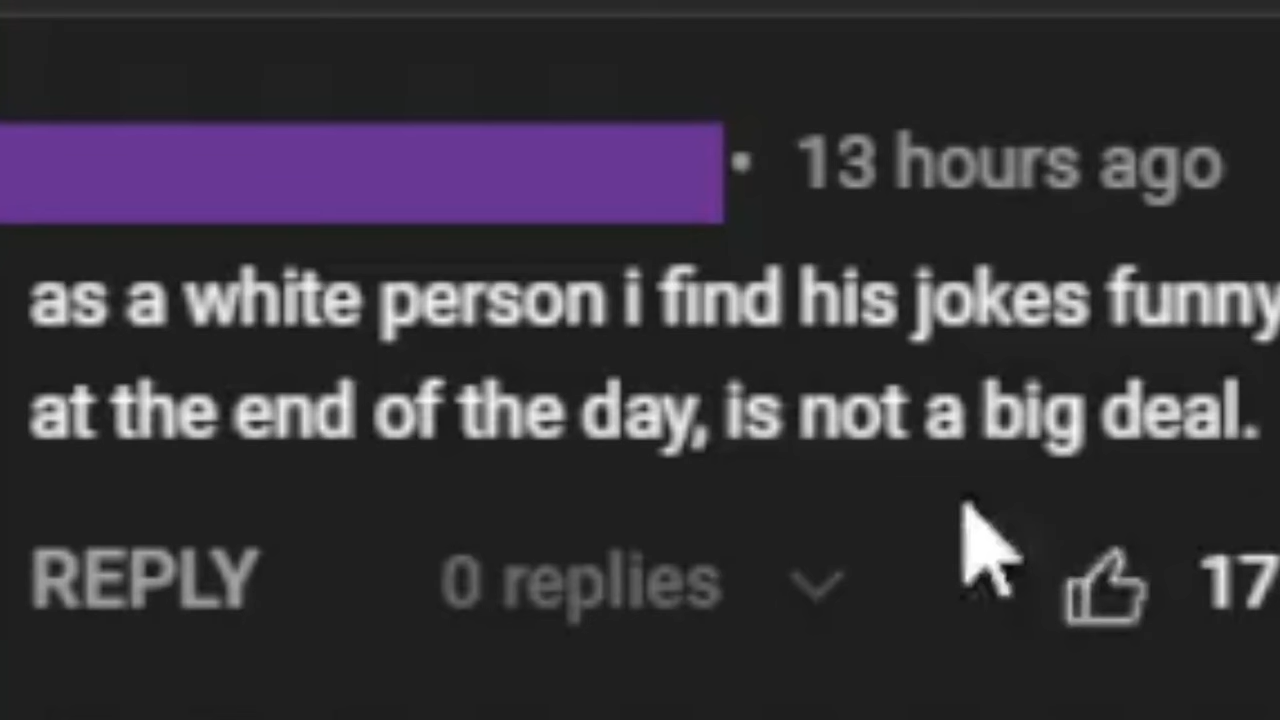 • 13 hours ago
as a white person i find his jokes funny
at the end of the day, is not a big deal.
REPLY 0 replies 17